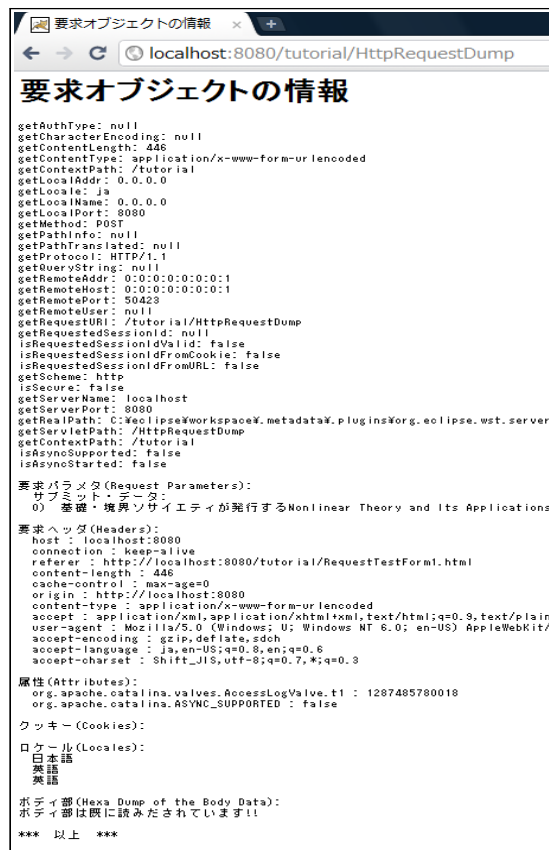 要求オブジェクトの情報
localhost:8080/tutorial/HttpRequestDump
要求オブジェクトの情報
getAuthType: null
getCharacterEncoding: null
getContentLength: 446
getContentType: application/x-www-form-urlencoded
getContextPath: /tutorial
getLocalAddr: 0.0.0.0
getLocale: ja
getLocalName: 0.0.0.0
getLocalPort: 8080
getMethod: POST
getPathInfo: null
getPathTranslated: null
getProtocol: HTTP/1.1
getQueryString: null
getRemoteAddr: 0:0:0:0:0:0:0:1
getRemoteHost: 0:0:0:0:0:0:0:1
getRemotePort: 50423
getRemoteUser: null
getRequestURI: /tutorial/HttpRequestDump
getRequestedSessionId: null
isRequestedSessionIdValid: false
isRequestedSessionIdFromCookie: false
isRequestedSessionIdFromURL: false
getScheme: http
isSecure: false
getServerName: localhost
getServerPort: 8080
getRealPath: C:¥eclipse¥workspace¥.metadata¥.plugins¥org.eclipse.wst.server
getServletPath: /HttpRequestDump
getContextPath: /tutorial
isAsyncSupported: false
isAsyncStarted: false
要求パラメタ(Request Parameters):
サブミット・データ:
0) 基礎・境界ソサイエティが発行するNonlinear Theory and Its Applications
要求ヘッダ(Headers):
host : localhost:8080
connection : keep-alive
referer : http://localhost:8080/tutorial/RequestTestForm1.html
content-length : 446
cache-control : max-age=0
origin : http://localhost:8080
content-type : application/x-www-form-urlencoded
accept : application/xml,application/xhtml+xml,text/html;q=0.9,text/plain
user-agent : Mozilla/5.0 (Windows; U; Windows NT 6.0; en-US) AppleWebKit/
accept-encoding : gzip,deflate,sdch
accept-language : ja,en-US;q=0.8,en;q=0.6
accept-charset : Shift_JIS,utf-8;q=0.7,*;q=0.3
属性(Attributes):
org.apache.catalina.valves.AccessLogValve.t1 : 1287485780018
org.apache.catalina.ASYNC_SUPPORTED : false
クッキー(Cookies):
ロケール(Locales):
日本語
英語
英語
ボディ部(Hexa Dump of the Body Data):
ボディ部は既に読みだされています!!
*** 以上 ***